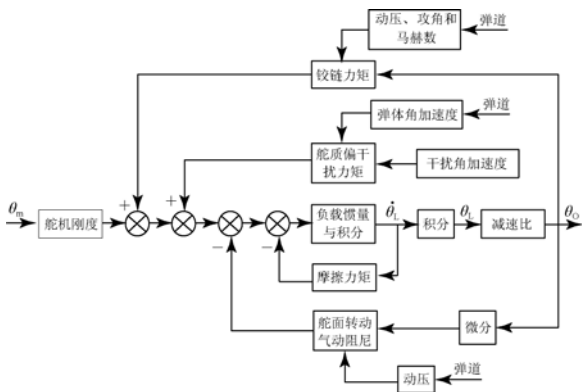 动压、攻角和
马赫数
弹道
铰链力矩
弹体角加速度
弹道
舵质偏干
扰力矩
干扰角加速度
θm
舵机刚度
+
+
−
−
负载惯量
与积分
θ̇L
积分
θL
减速比
θO
摩擦力矩
舵面转动
气动阻尼
微分
动压
弹道